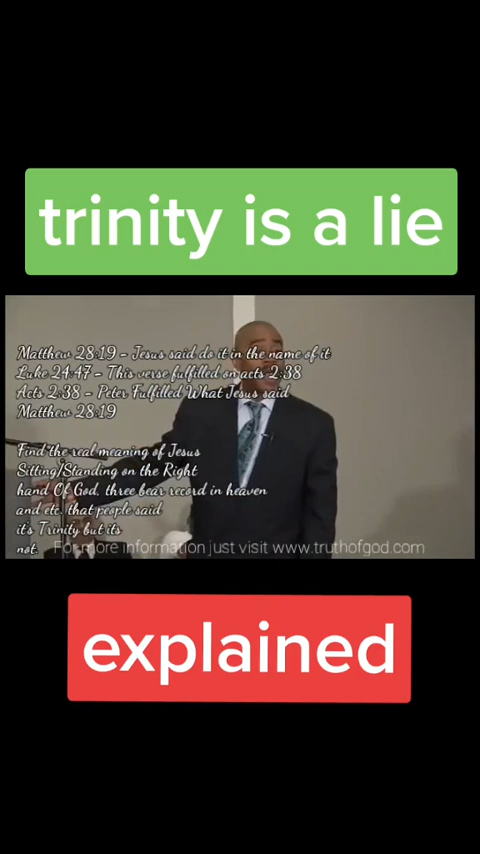 trinity is a lie
Matthew 28:19 - Jesus said do it in the name of it
Luke 24:47 - This verse fulfilled on acts 2:38
Acts 2:38 - Peter Fulfilled What Jesus said
Matthew 28:19
Find the real meaning of Jesus
Sitting/Standing on the Right
hand Of God, three bear record in heaven
and etc. that people said
it's Trinity but its
not.
For more information just visit www.truthofgod.com
explained